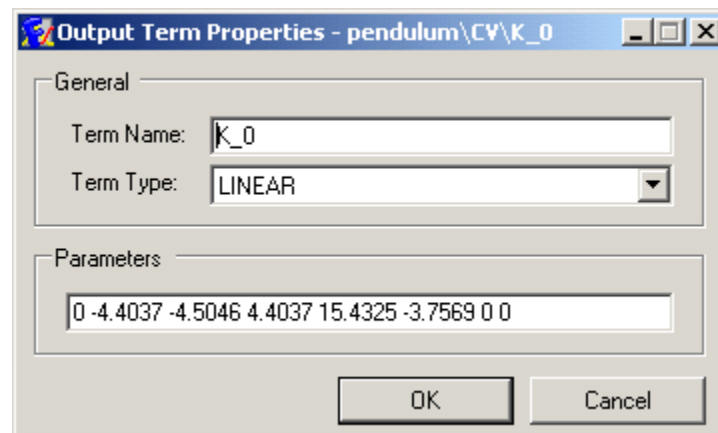 Output Term Properties - pendulum\CV\K_0
General
Term Name: K_0
Term Type: LINEAR
Parameters
0 -4.4037 -4.5046 4.4037 15.4325 -3.7569 0 0
OK Cancel